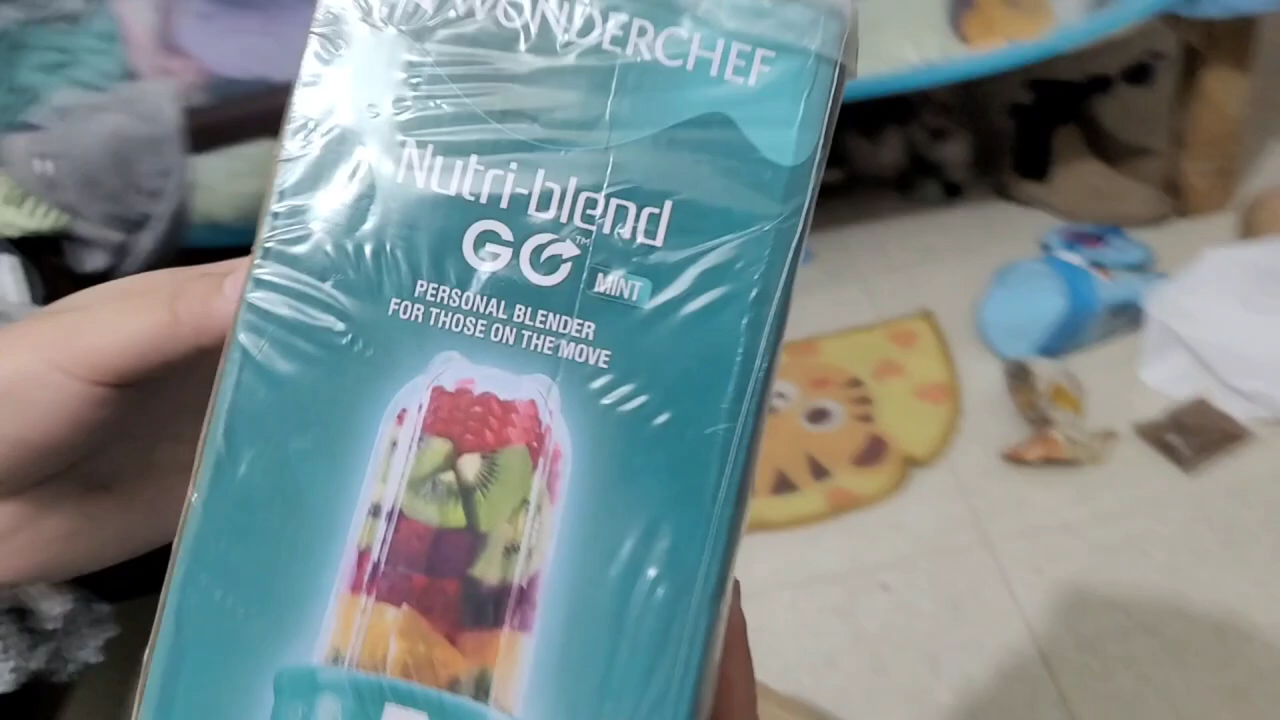 WONDERCHEF
Nutri-blend
GO™
MINT
PERSONAL BLENDER
FOR THOSE ON THE MOVE